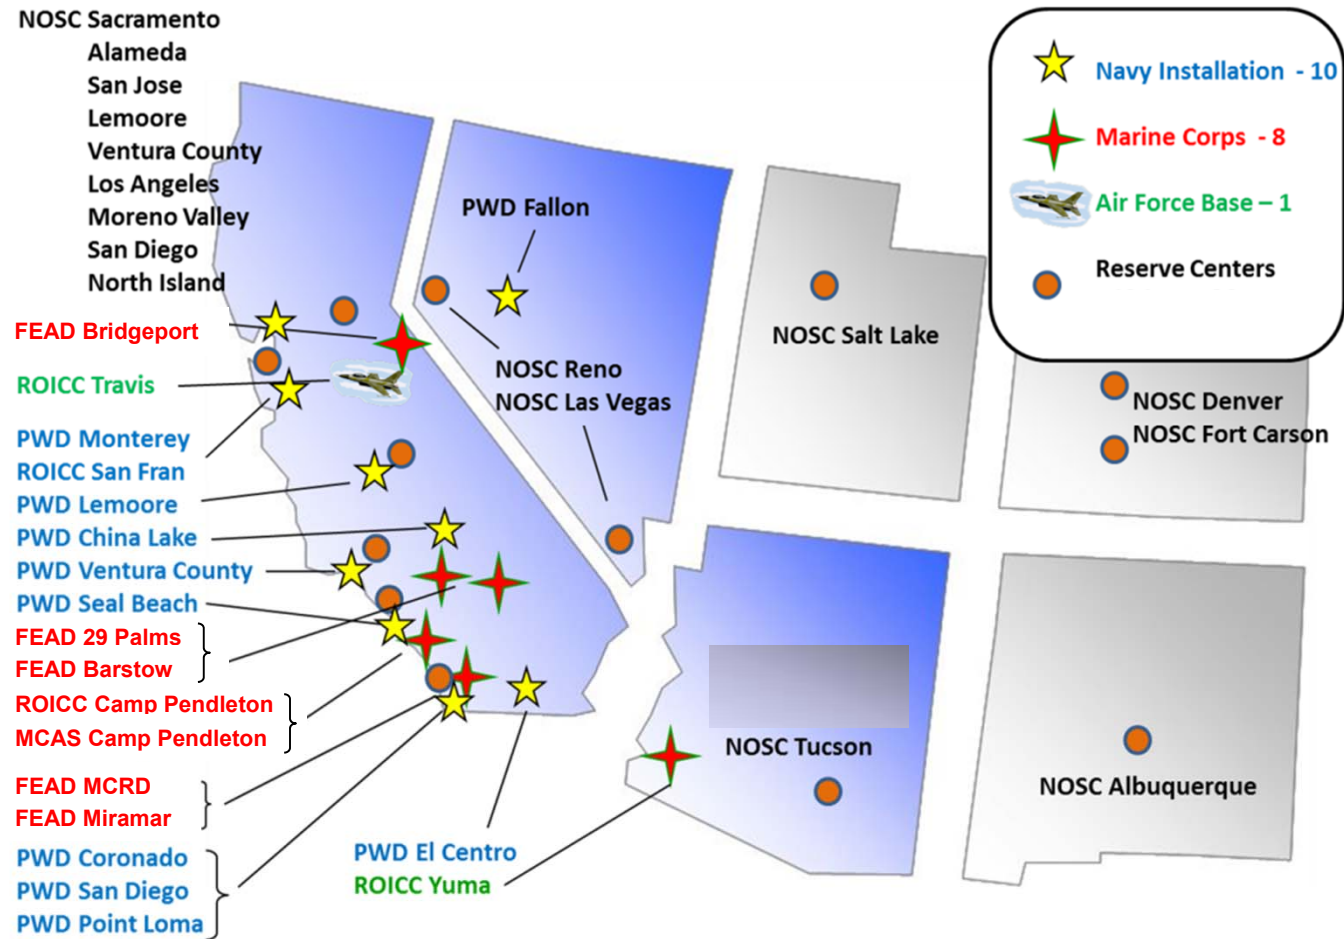 NOSC Sacramento
Alameda
San Jose
Lemoore
Ventura County
Los Angeles
Moreno Valley
San Diego
North Island
FEAD Bridgeport
ROICC Travis
PWD Monterey
ROICC San Fran
PWD Lemoore
PWD China Lake
PWD Ventura County
PWD Seal Beach
FEAD 29 Palms
FEAD Barstow
ROICC Camp Pendleton
MCAS Camp Pendleton
FEAD MCRD
FEAD Miramar
PWD Coronado
PWD San Diego
PWD Point Loma
PWD El Centro
ROICC Yuma
PWD Fallon
NOSC Reno
NOSC Las Vegas
NOSC Salt Lake
NOSC Tucson
NOSC Denver
NOSC Fort Carson
NOSC Albuquerque
Navy Installation - 10
Marine Corps - 8
Air Force Base – 1
Reserve Centers